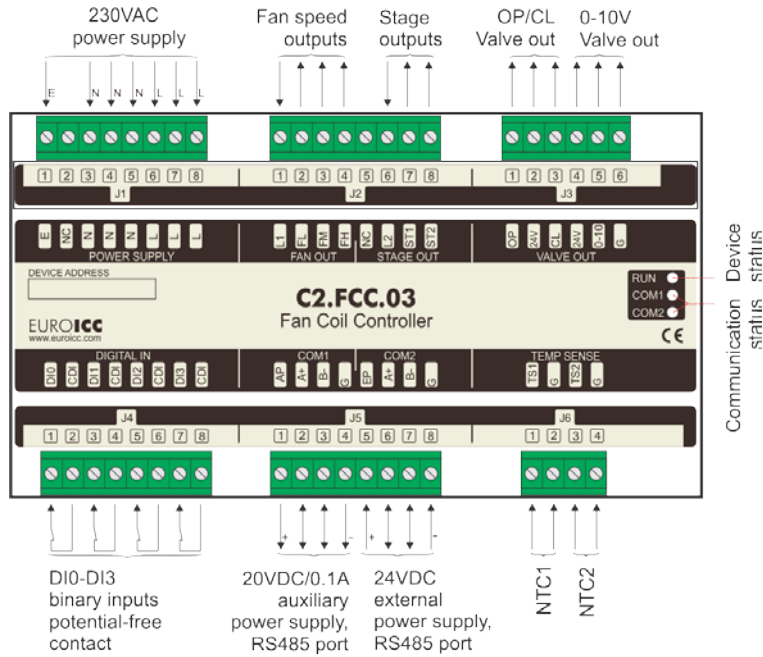 230VAC
power supply
Fan speed
outputs
Stage
outputs
OP/CL
Valve out
0-10V
Valve out
E N N N L L L
1 2 3 4 5 6 7 8
J1
1 2 3 4 5 6 7 8
J2
1 2 3 4 5 6
J3
E NC N N N L L L
POWER SUPPLY
L1 FL FM FH NC L2 ST1 ST2
FAN OUT STAGE OUT
OP 24V CL 24V 0-10 G
VALVE OUT
DEVICE ADDRESS
C2.FCC.03
Fan Coil Controller
EUROICC
www.euroicc.com
RUN
COM1
COM2
CE
Device
status
Communication
status
DIGITAL IN
DI0 CDI DI1 CDI DI2 CDI DI3 CDI
COM1 COM2
AP A+ B- G EP A+ B- G
TEMP SENSE
TS1 G TS2 G
J4
1 2 3 4 5 6 7 8
J5
1 2 3 4 5 6 7 8
J6
1 2 3 4
+ - + -
DI0-DI3
binary inputs
potential-free
contact
20VDC/0.1A
auxiliary
power supply,
RS485 port
24VDC
external
power supply,
RS485 port
NTC1
NTC2